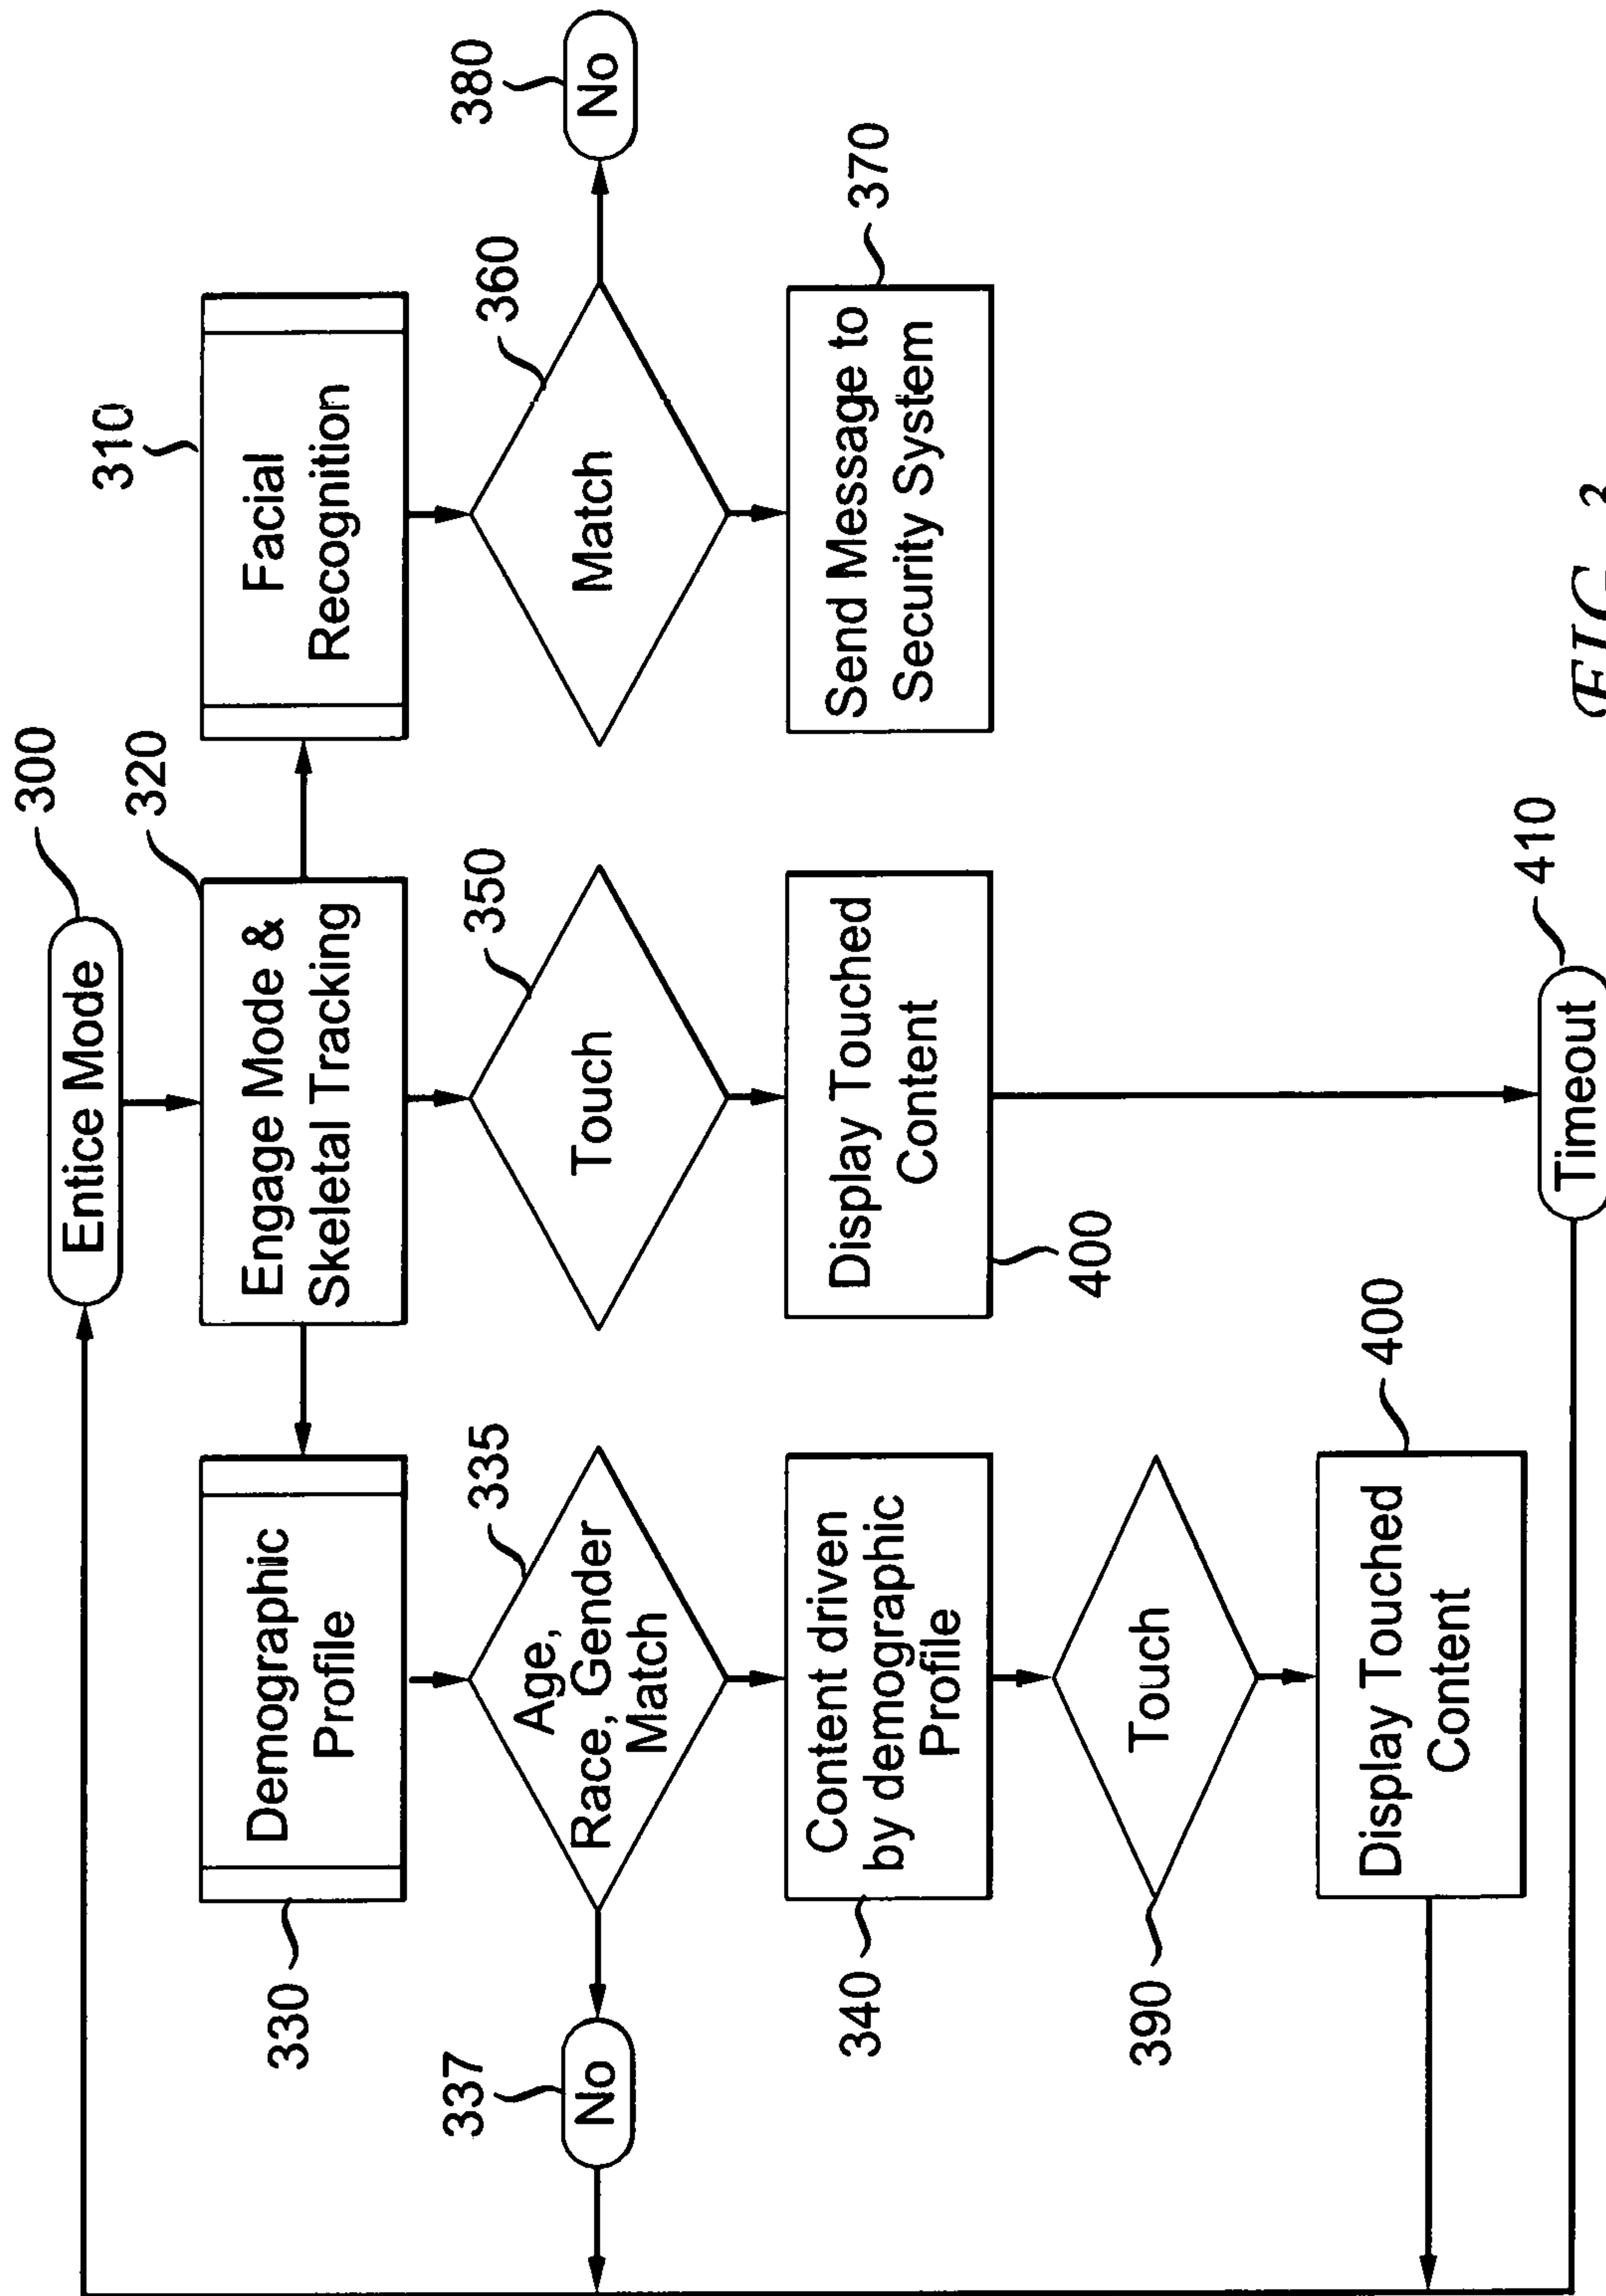 300
Entice Mode
320
Engage Mode &
Skeletal Tracking
310
Facial
Recognition
330
Demographic
Profile
335
Age,
Race, Gender
Match
337
No
350
Touch
360
Match
380
No
340
Content driven
by demographic
Profile
400
Display Touched
Content
370
Send Message to
Security System
390
Touch
400
Display Touched
Content
410
Timeout
FIG. 3